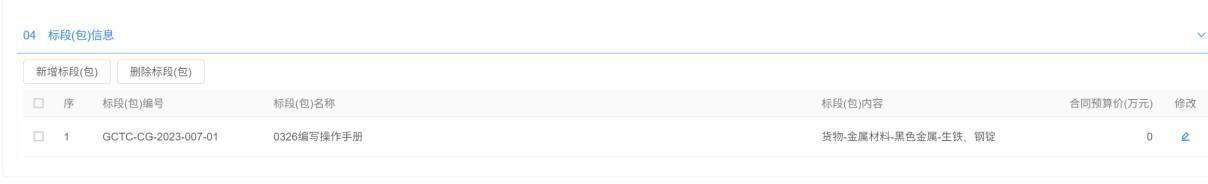 04 标段(包)信息
新增标段(包) 删除标段(包)
序 标段(包)编号 标段(包)名称 标段(包)内容 合同预算价(万元) 修改
1 GCTC-CG-2023-007-01 0326编写操作手册 货物-金属材料-黑色金属-生铁、钢锭 0